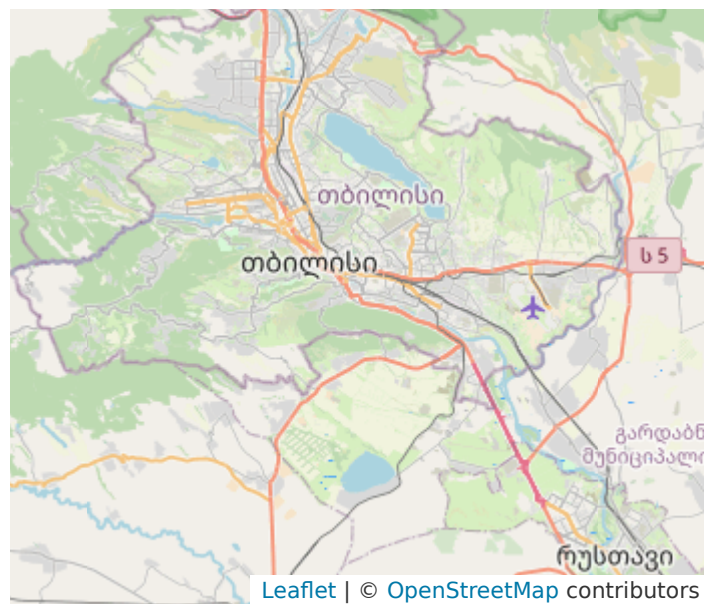 თბილისი
თბილისი
ს 5
გარდაბნ
მუნიციპალი
რუსთავი
Leaflet | © OpenStreetMap contributors